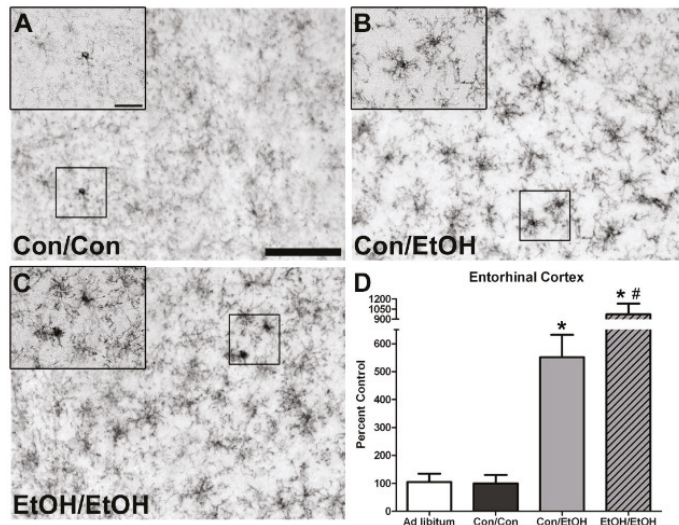 A
Con/Con
B
Con/EtOH
C
EtOH/EtOH
D
Entorhinal Cortex
Percent Control
1200
1050
900
600
500
400
300
200
100
0
*
* #
Ad libitum Con/Con Con/EtOH EtOH/EtOH